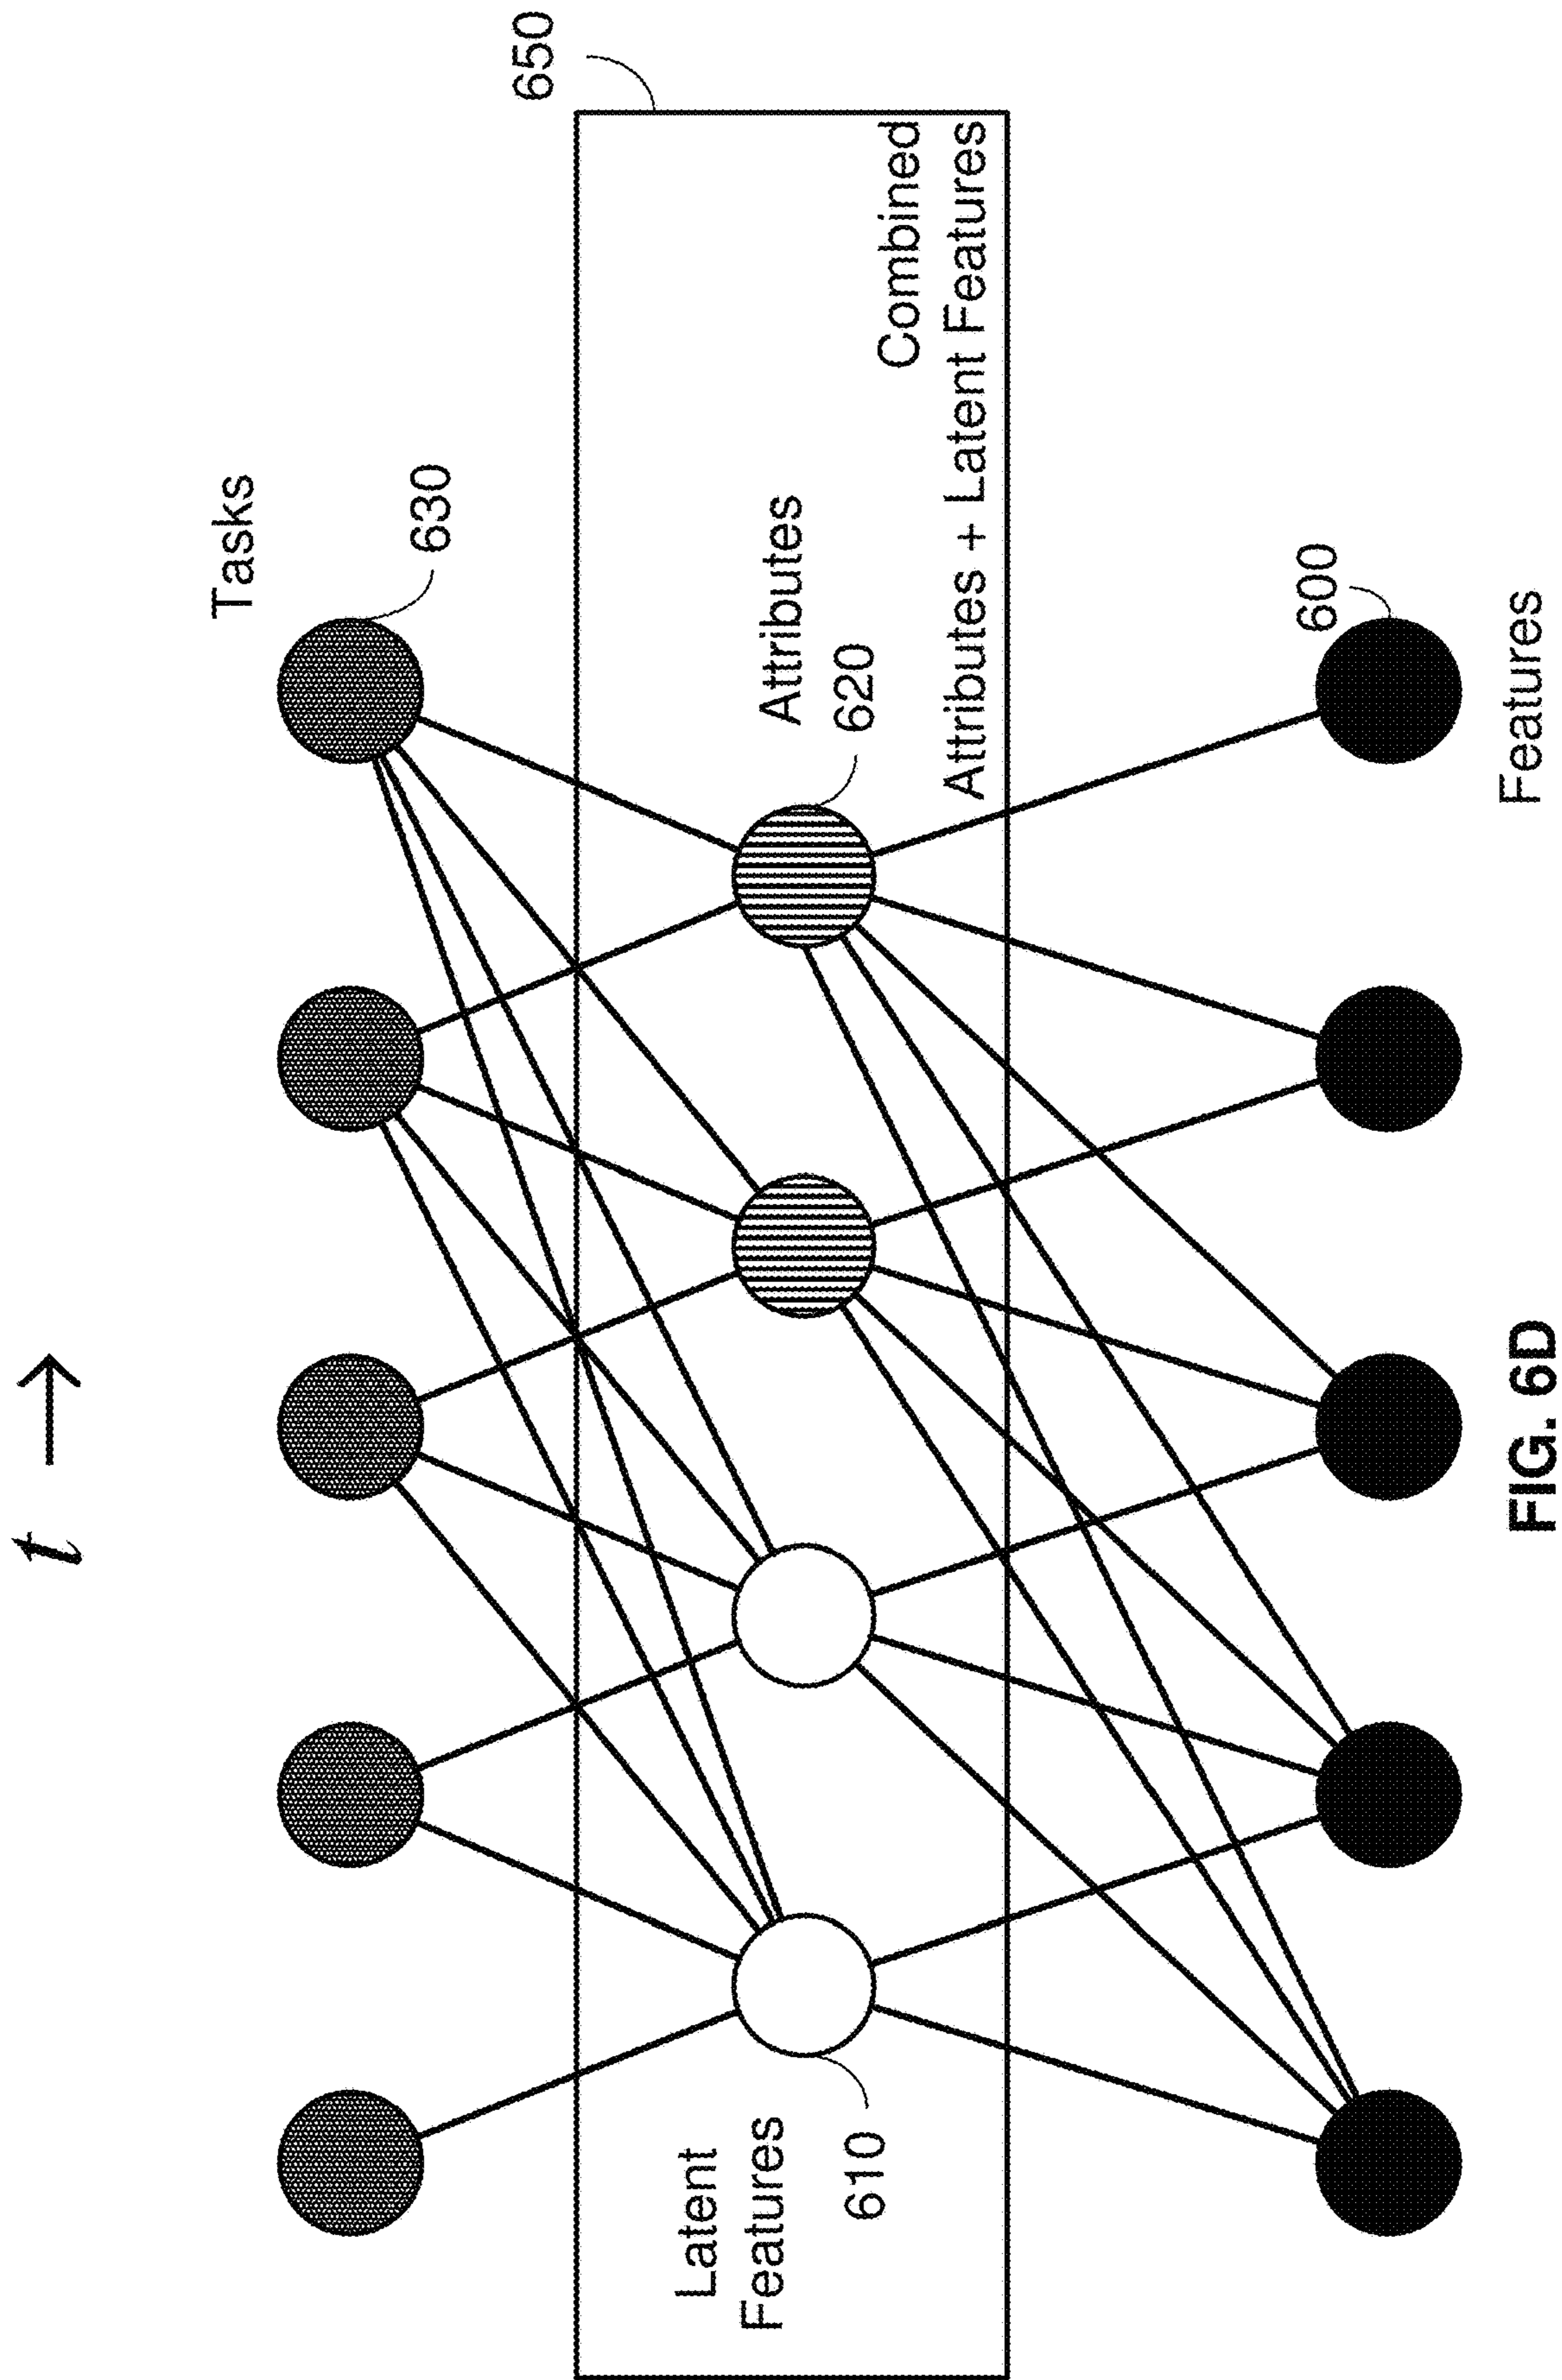 t →
Tasks
630
650
Latent
Features
610
Attributes
620
Combined
Attributes + Latent Features
600
Features
FIG. 6D